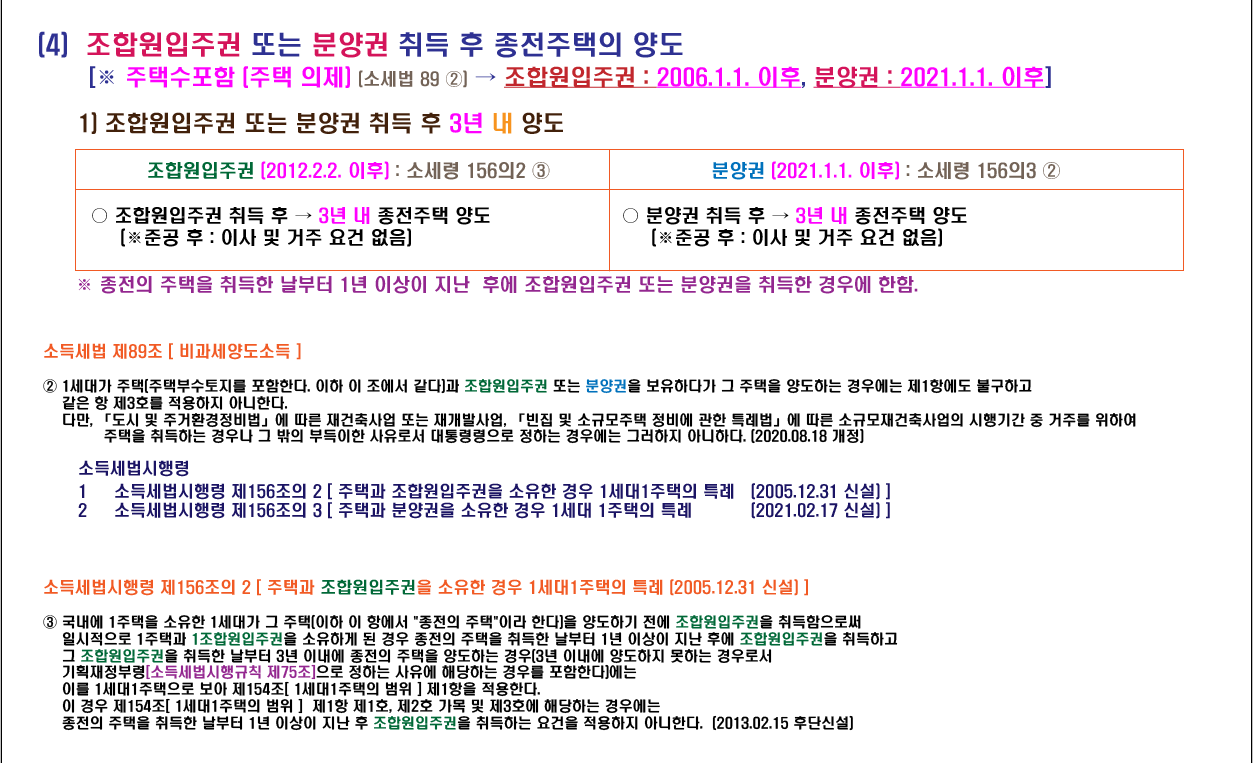 (4) 조합원입주권 또는 분양권 취득 후 종전주택의 양도
[※ 주택수포함 (주택 의제) (소세법 89 ②) → 조합원입주권 : 2006.1.1. 이후, 분양권 : 2021.1.1. 이후]
1) 조합원입주권 또는 분양권 취득 후 3년 내 양도
조합원입주권 (2012.2.2. 이후) : 소세령 156의2 ③
분양권 (2021.1.1. 이후) : 소세령 156의3 ②
○ 조합원입주권 취득 후 → 3년 내 종전주택 양도
(※준공 후 : 이사 및 거주 요건 없음)
○ 분양권 취득 후 → 3년 내 종전주택 양도
(※준공 후 : 이사 및 거주 요건 없음)
※ 종전의 주택을 취득한 날부터 1년 이상이 지난 후에 조합원입주권 또는 분양권을 취득한 경우에 한함.
소득세법 제89조 [ 비과세양도소득 ]
② 1세대가 주택(주택부수토지를 포함한다. 이하 이 조에서 같다)과 조합원입주권 또는 분양권을 보유하다가 그 주택을 양도하는 경우에는 제1항에도 불구하고
같은 항 제3호를 적용하지 아니한다.
다만, 「도시 및 주거환경정비법」에 따른 재건축사업 또는 재개발사업, 「빈집 및 소규모주택 정비에 관한 특례법」에 따른 소규모재건축사업의 시행기간 중 거주를 위하여
주택을 취득하는 경우나 그 밖의 부득이한 사유로서 대통령령으로 정하는 경우에는 그러하지 아니하다. (2020.08.18 개정)
소득세법시행령
1 소득세법시행령 제156조의 2 [ 주택과 조합원입주권을 소유한 경우 1세대1주택의 특례 (2005.12.31 신설) ]
2 소득세법시행령 제156조의 3 [ 주택과 분양권을 소유한 경우 1세대 1주택의 특례 (2021.02.17 신설) ]
소득세법시행령 제156조의 2 [ 주택과 조합원입주권을 소유한 경우 1세대1주택의 특례 (2005.12.31 신설) ]
③ 국내에 1주택을 소유한 1세대가 그 주택(이하 이 항에서 "종전의 주택"이라 한다)을 양도하기 전에 조합원입주권을 취득함으로써
일시적으로 1주택과 1조합원입주권을 소유하게 된 경우 종전의 주택을 취득한 날부터 1년 이상이 지난 후에 조합원입주권을 취득하고
그 조합원입주권을 취득한 날부터 3년 이내에 종전의 주택을 양도하는 경우(3년 이내에 양도하지 못하는 경우로서
기획재정부령[소득세법시행규칙 제75조]으로 정하는 사유에 해당하는 경우를 포함한다)에는
이를 1세대1주택으로 보아 제154조[ 1세대1주택의 범위 ] 제1항을 적용한다.
이 경우 제154조[ 1세대1주택의 범위 ] 제1항 제1호, 제2호 가목 및 제3호에 해당하는 경우에는
종전의 주택을 취득한 날부터 1년 이상이 지난 후 조합원입주권을 취득하는 요건을 적용하지 아니한다. (2013.02.15 후단신설)